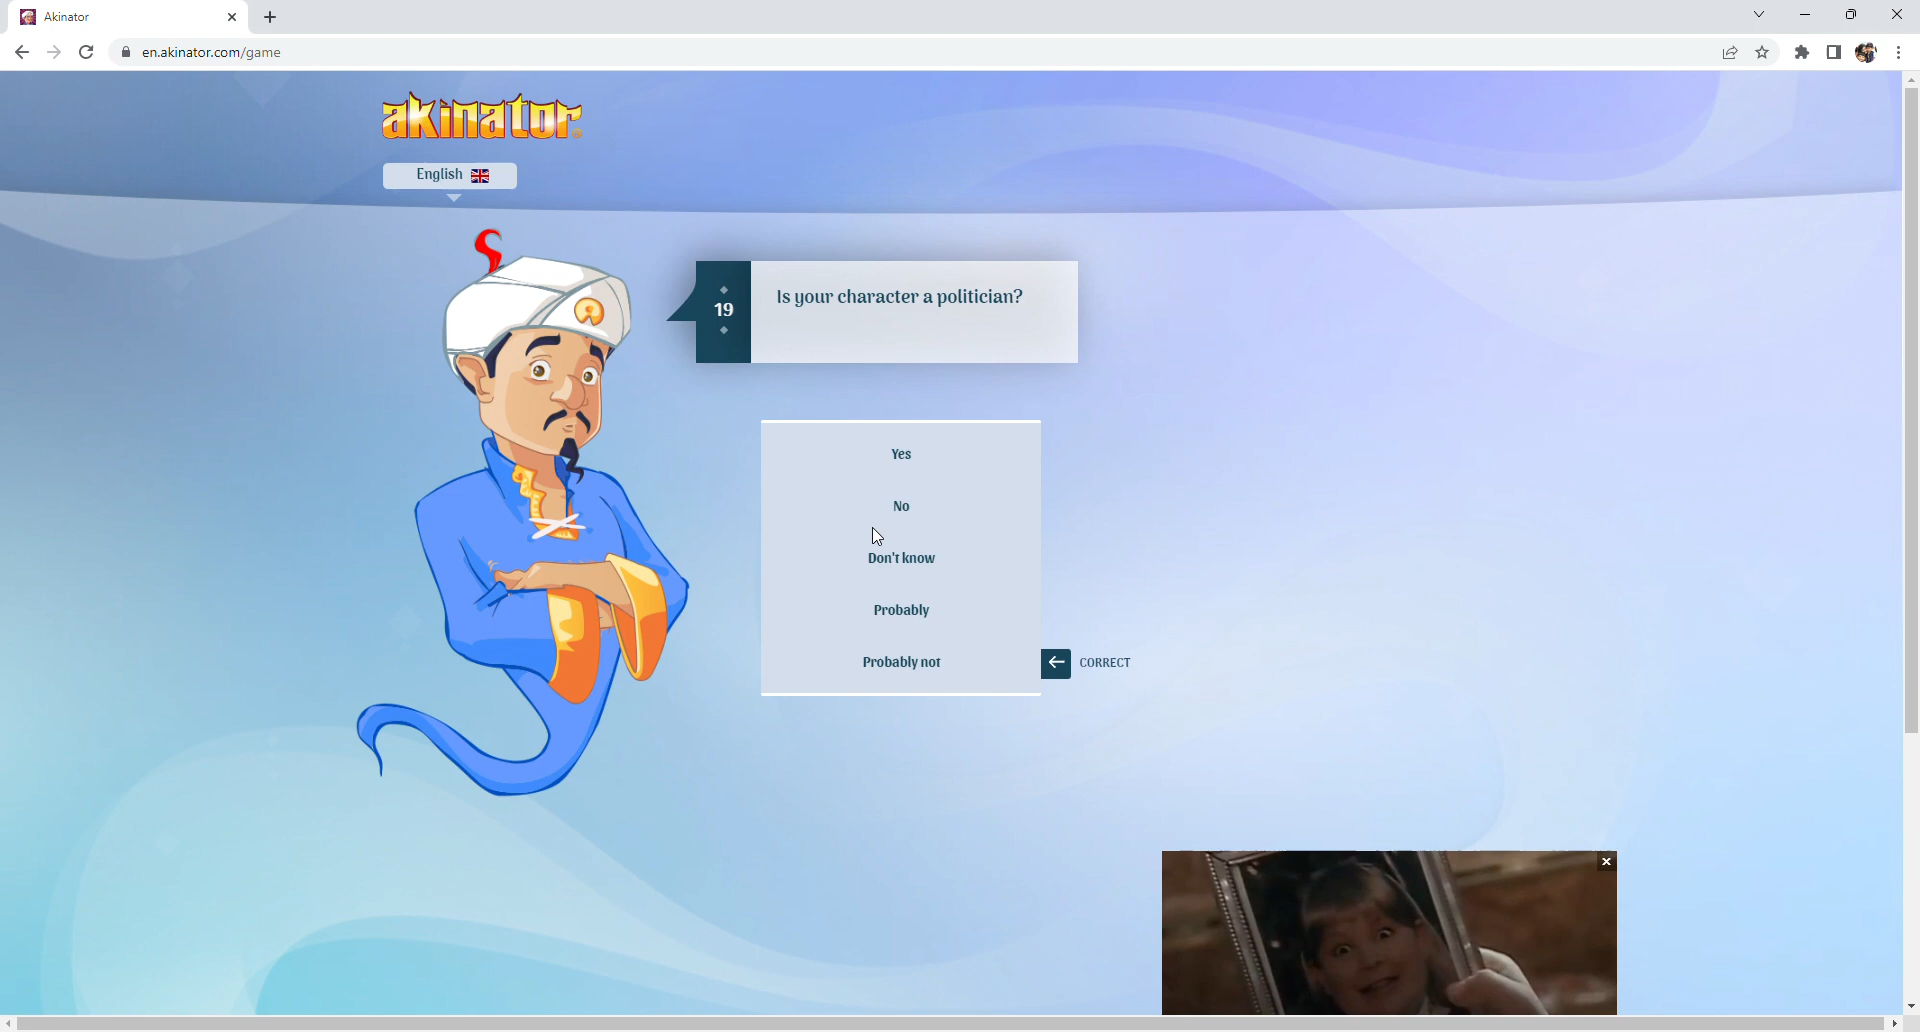 Akinator
en.akinator.com/game
akinator
English
19
Is your character a politician?
Yes
No
Don't know
Probably
Probably not
CORRECT